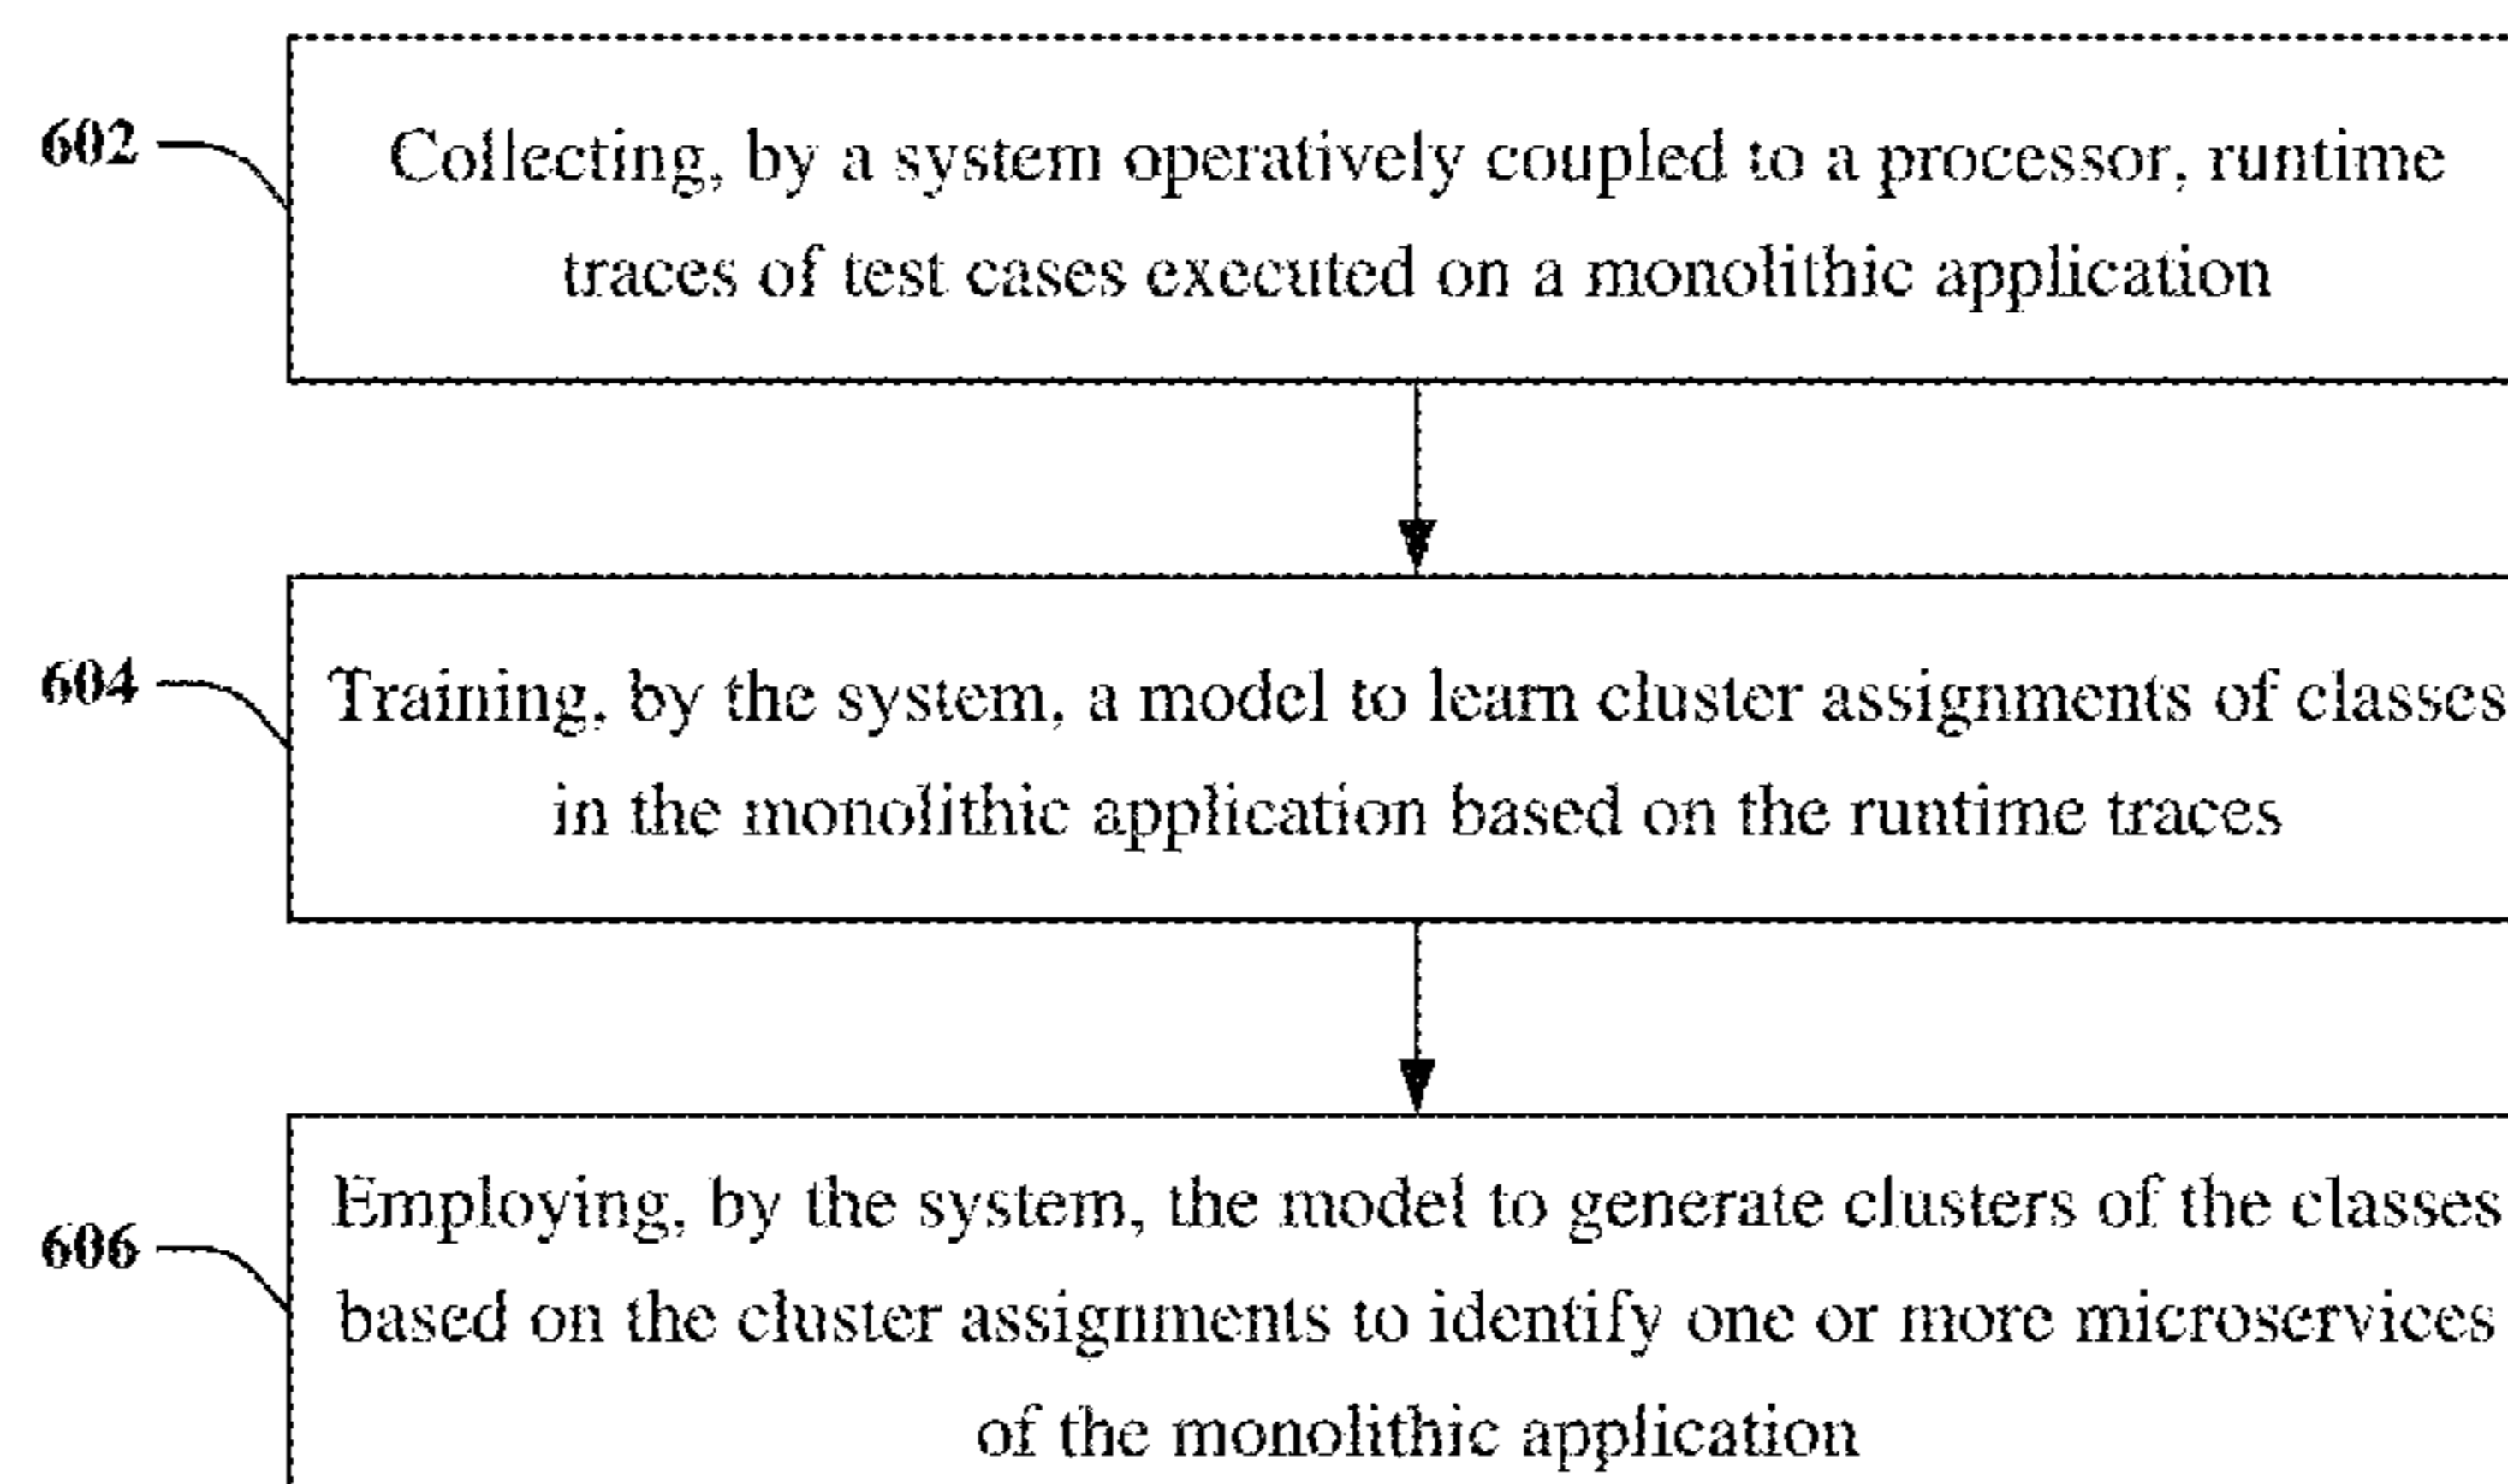 602
Collecting, by a system operatively coupled to a processor, runtime
traces of test cases executed on a monolithic application
604
Training, by the system, a model to learn cluster assignments of classes
in the monolithic application based on the runtime traces
606
Employing, by the system, the model to generate clusters of the classes
based on the cluster assignments to identify one or more microservices
of the monolithic application